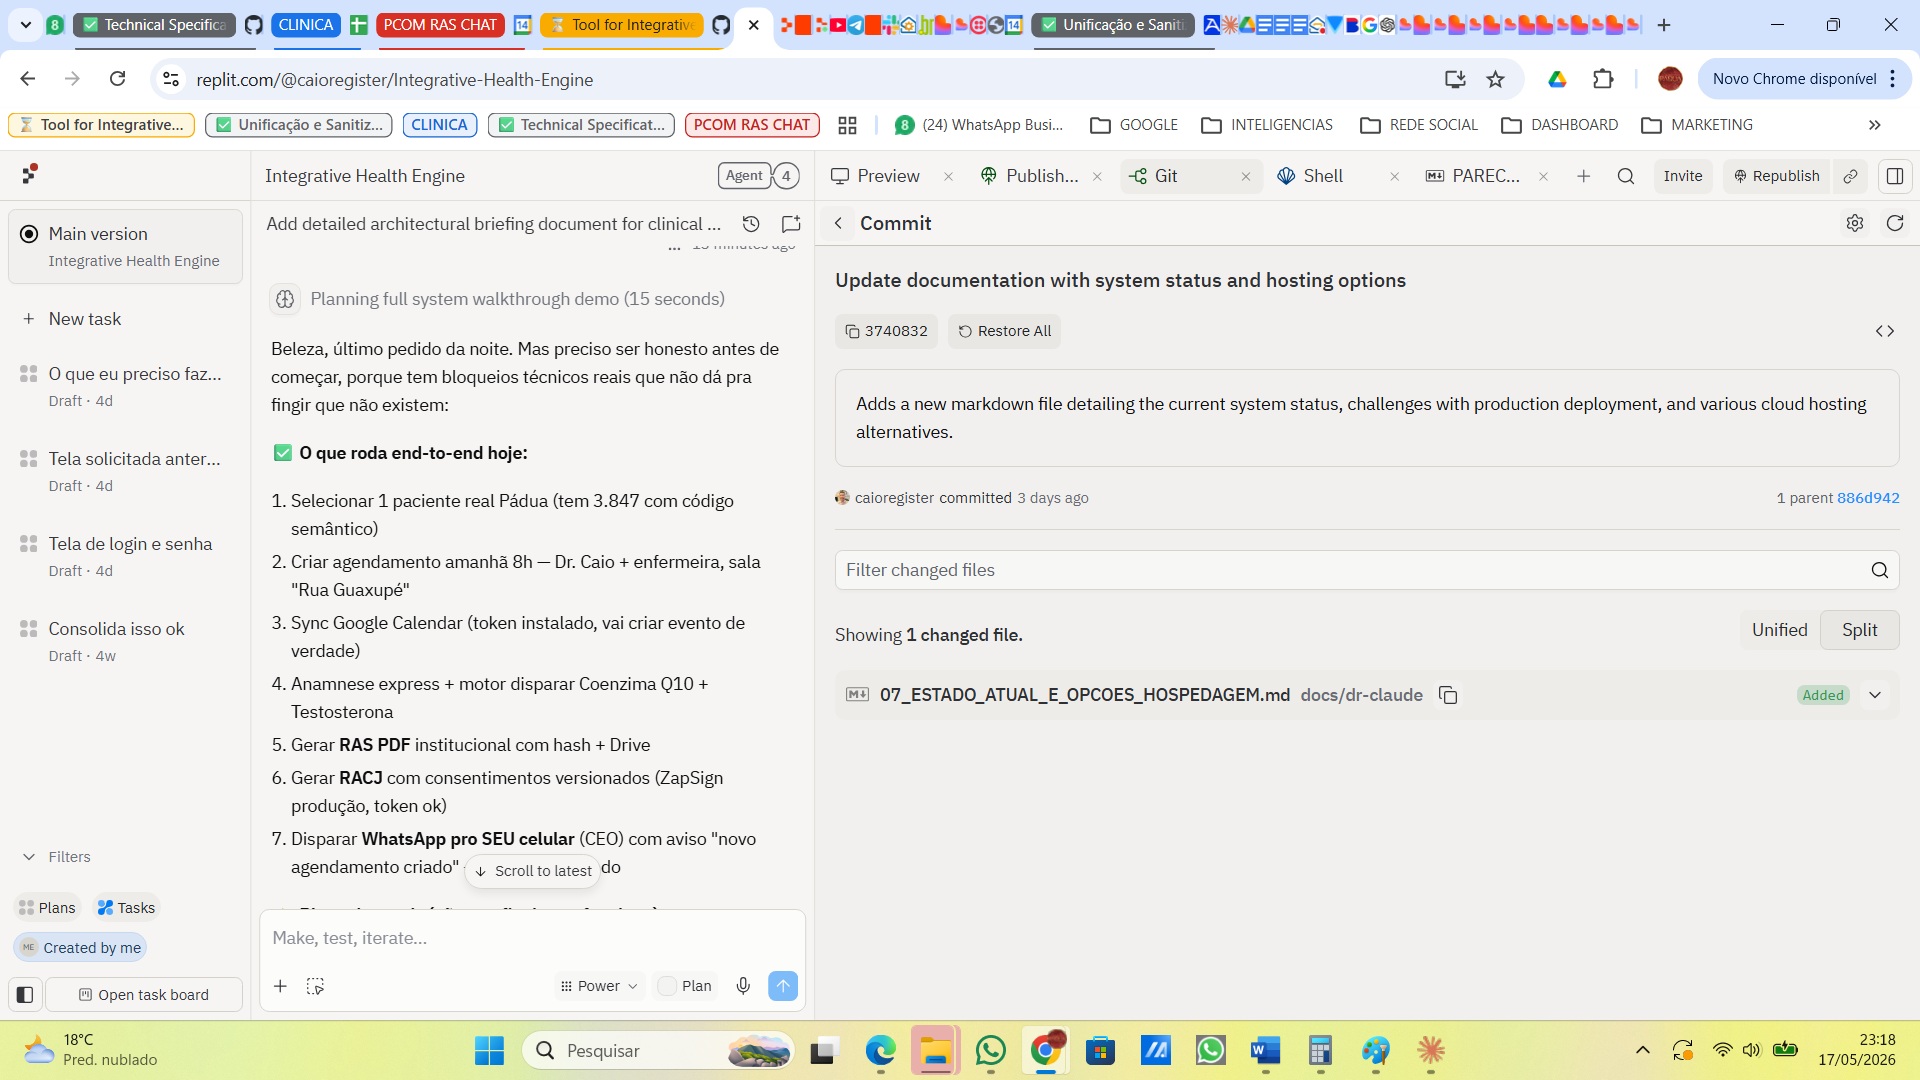 8
Technical Specifica
CLINICA
PCOM RAS CHAT
14
Tool for Integrative
14
Unificação e Saniti
replit.com/@caioregister/Integrative-Health-Engine
Novo Chrome disponível
Tool for Integrative...
Unificação e Sanitiz...
CLINICA
Technical Specificat...
PCOM RAS CHAT
8
(24) WhatsApp Busi...
GOOGLE
INTELIGENCIAS
REDE SOCIAL
DASHBOARD
MARKETING
Integrative Health Engine
Agent 4
Preview
Publish...
Git
Shell
PAREC...
Invite
Republish
Main version
Integrative Health Engine
New task
O que eu preciso faz...
Draft · 4d
Tela solicitada anter...
Draft · 4d
Tela de login e senha
Draft · 4d
Consolida isso ok
Draft · 4w
Filters
Plans
Tasks
ME Created by me
Open task board
Add detailed architectural briefing document for clinical ...
... 15 minutes ago
Planning full system walkthrough demo (15 seconds)
Beleza, último pedido da noite. Mas preciso ser honesto antes de
começar, porque tem bloqueios técnicos reais que não dá pra
fingir que não existem:
✅ O que roda end-to-end hoje:
1. Selecionar 1 paciente real Pádua (tem 3.847 com código
semântico)
2. Criar agendamento amanhã 8h — Dr. Caio + enfermeira, sala
"Rua Guaxupé"
3. Sync Google Calendar (token instalado, vai criar evento de
verdade)
4. Anamnese express + motor disparar Coenzima Q10 +
Testosterona
5. Gerar RAS PDF institucional com hash + Drive
6. Gerar RACJ com consentimentos versionados (ZapSign
produção, token ok)
7. Disparar WhatsApp pro SEU celular (CEO) com aviso "novo
agendamento criado"
do
Scroll to latest
Make, test, iterate...
Power
Plan
Commit
Update documentation with system status and hosting options
3740832
Restore All
Adds a new markdown file detailing the current system status, challenges with production deployment, and various cloud hosting
alternatives.
caioregister committed 3 days ago
1 parent 886d942
Filter changed files
Showing 1 changed file.
Unified
Split
07_ESTADO_ATUAL_E_OPCOES_HOSPEDAGEM.md docs/dr-claude
Added
18°C
Pred. nublado
Pesquisar
23:18
17/05/2026